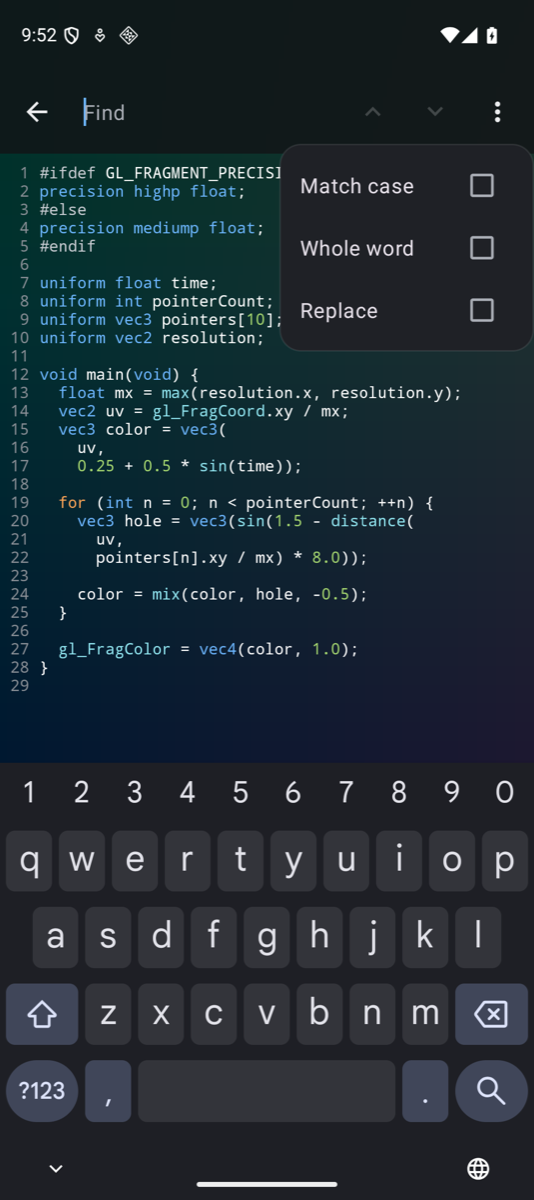 9:52
Find
Match case
Whole word
Replace
1 #ifdef GL_FRAGMENT_PRECISI
2 precision highp float;
3 #else
4 precision mediump float;
5 #endif
6
7 uniform float time;
8 uniform int pointerCount;
9 uniform vec3 pointers[10];
10 uniform vec2 resolution;
11
12 void main(void) {
13   float mx = max(resolution.x, resolution.y);
14   vec2 uv = gl_FragCoord.xy / mx;
15   vec3 color = vec3(
16     uv,
17     0.25 + 0.5 * sin(time));
18
19   for (int n = 0; n < pointerCount; ++n) {
20     vec3 hole = vec3(sin(1.5 - distance(
21       uv,
22       pointers[n].xy / mx) * 8.0));
23
24     color = mix(color, hole, -0.5);
25   }
26
27   gl_FragColor = vec4(color, 1.0);
28 }
29
1 2 3 4 5 6 7 8 9 0
q w e r t y u i o p
a s d f g h j k l
z x c v b n m
?123 , .